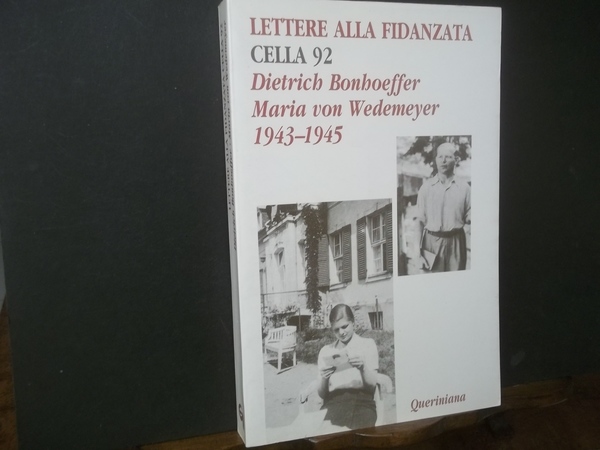 LETTERE ALLA FIDANZATA
CELLA 92
Dietrich Bonhoeffer
Maria von Wedemeyer
1943–1945
Queriniana